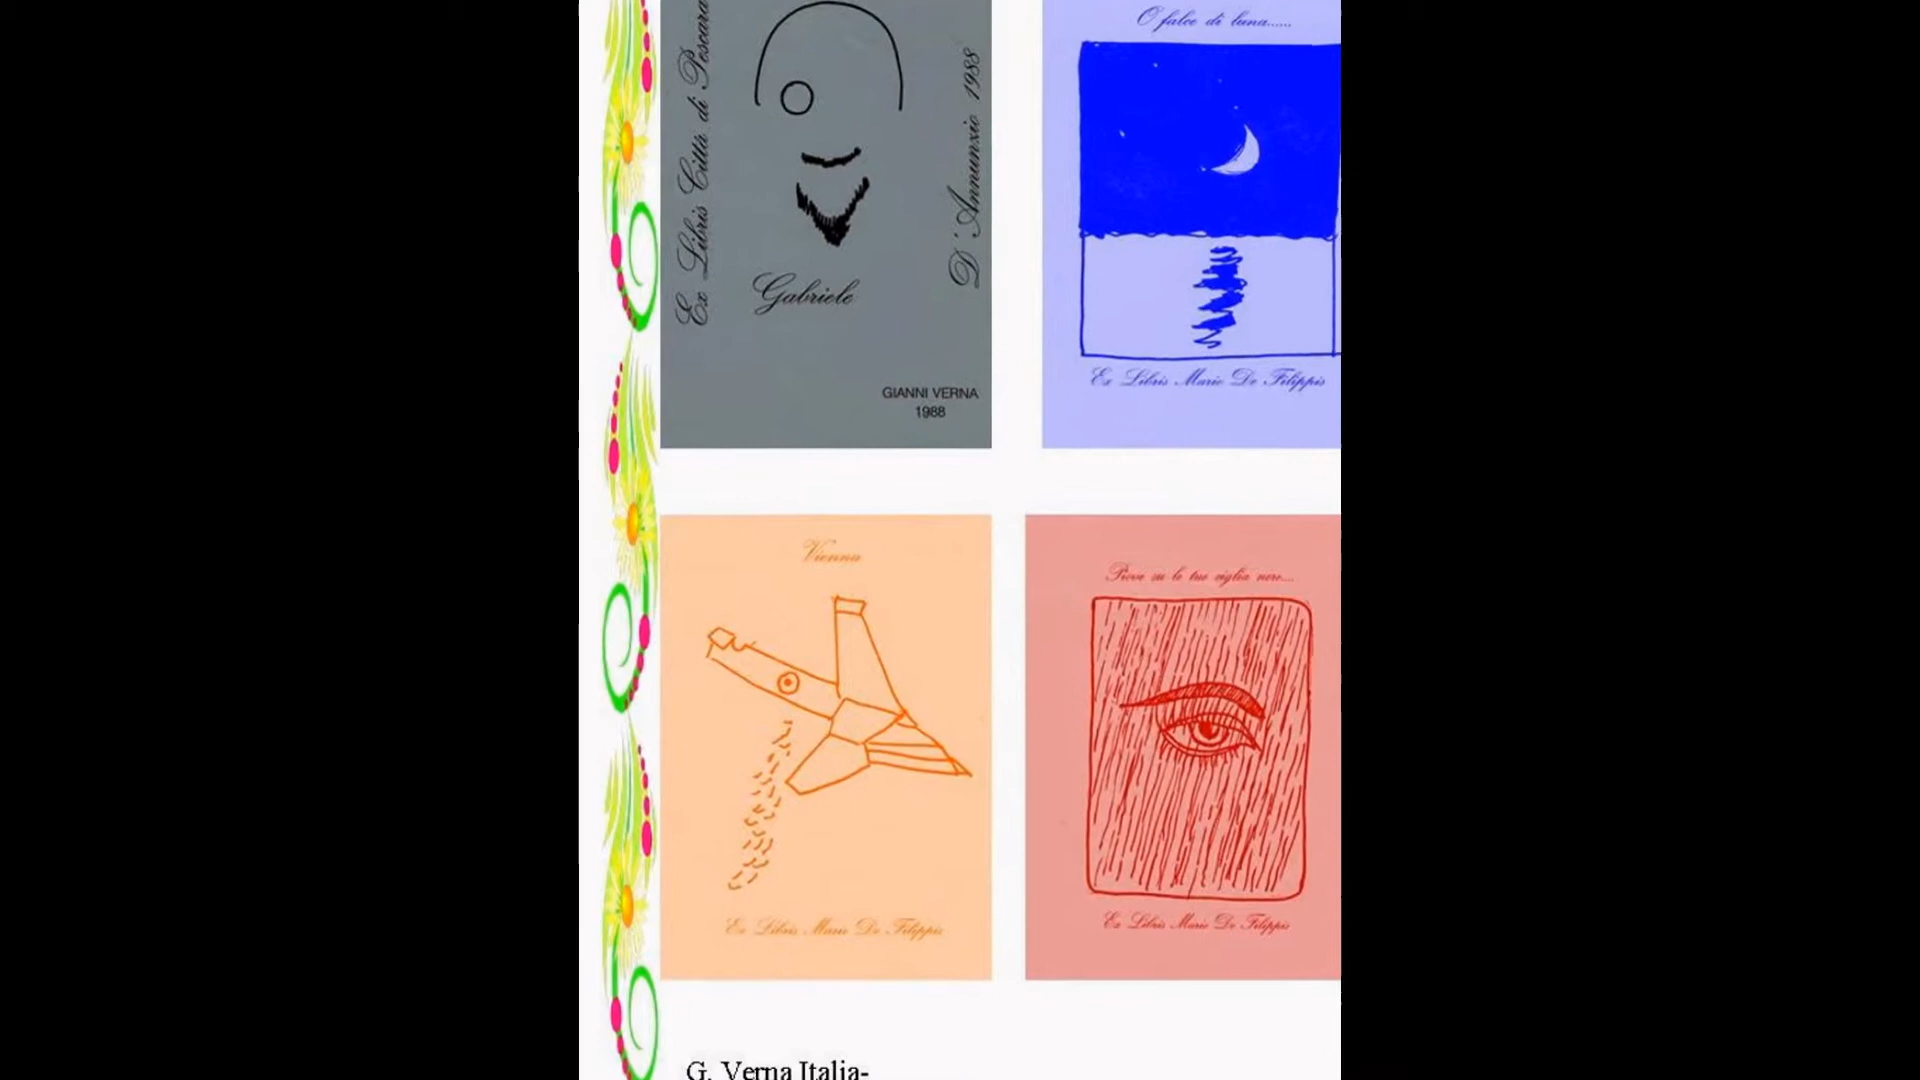 Ex Libris Città di Pescara
D'Annunzio 1988
Gabriele
GIANNI VERNA
1988
O falce di luna......
Ex Libris Mario De Filippis
Vienna
Ex Libris Mario De Filippis
Piove su le tue ciglia nere....
Ex Libris Mario De Filippis
G. Verna Italia-